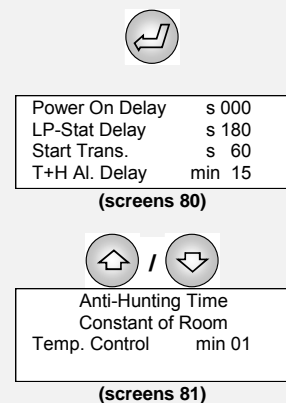 Power On Delay s 000
LP-Stat Delay s 180
Start Trans. s 60
T+H Al. Delay min 15
(screens 80)
/
Anti-Hunting Time
Constant of Room
Temp. Control min 01
(screens 81)